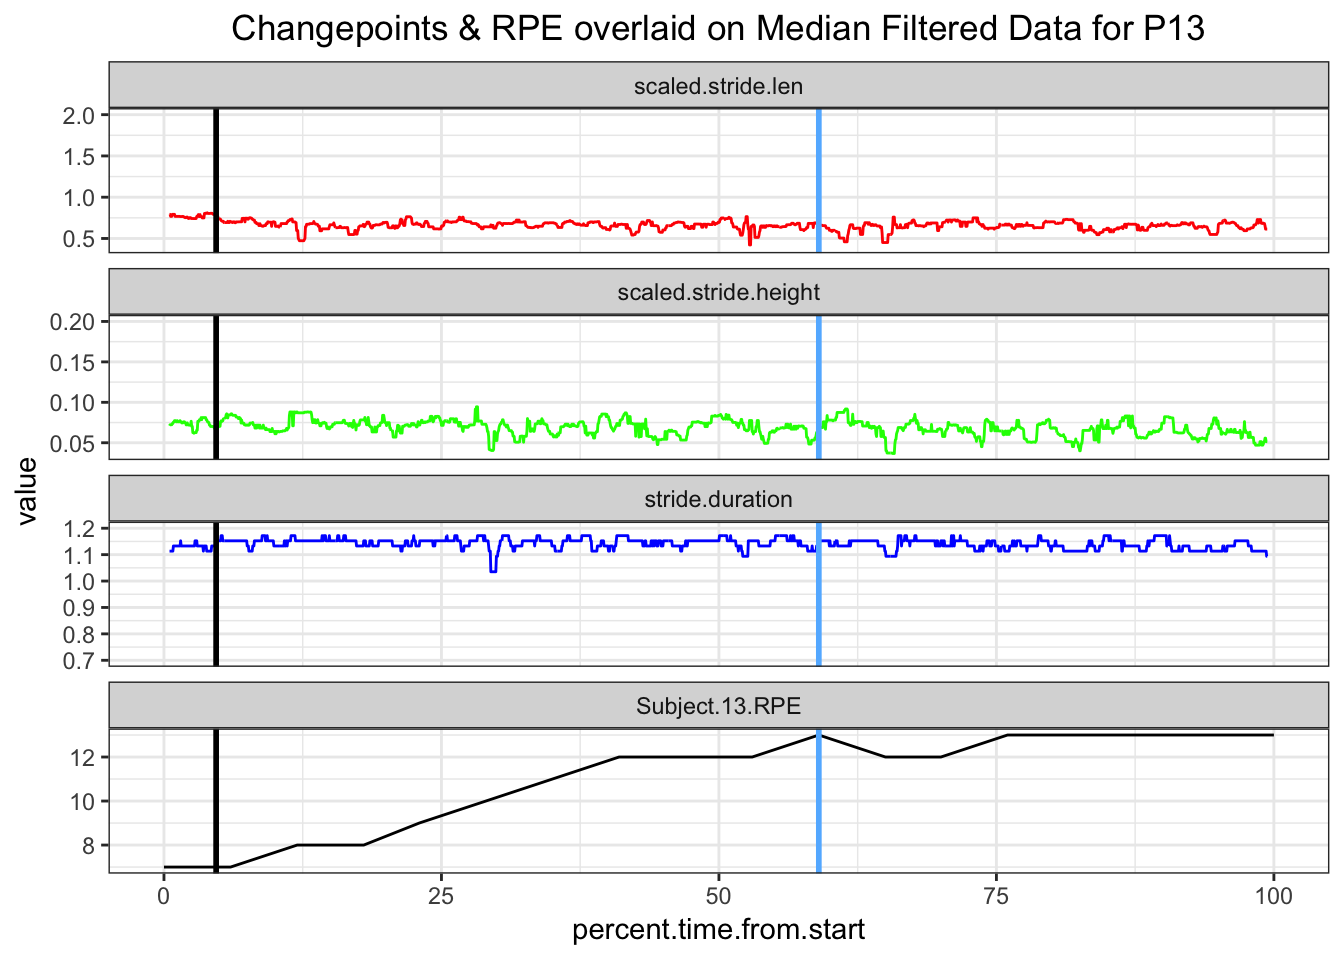 Changepoints & RPE overlaid on Median Filtered Data for P13
scaled.stride.len
2.0
1.5
1.0
0.5
scaled.stride.height
0.20
0.15
0.10
0.05
value
stride.duration
1.2
1.1
1.0
0.9
0.8
0.7
Subject.13.RPE
12
10
8
0 25 50 75 100
percent.time.from.start